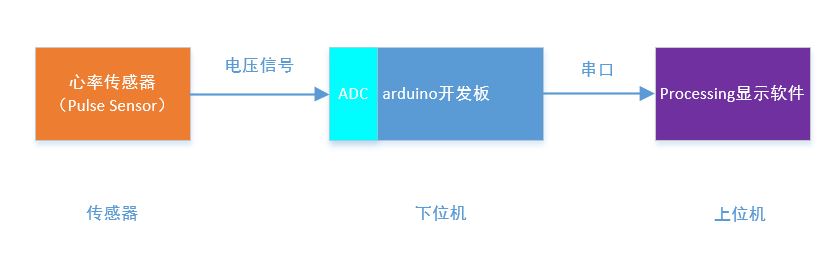 心率传感器
（Pulse Sensor）
电压信号
ADC
arduino开发板
串口
Processing显示软件
传感器
下位机
上位机